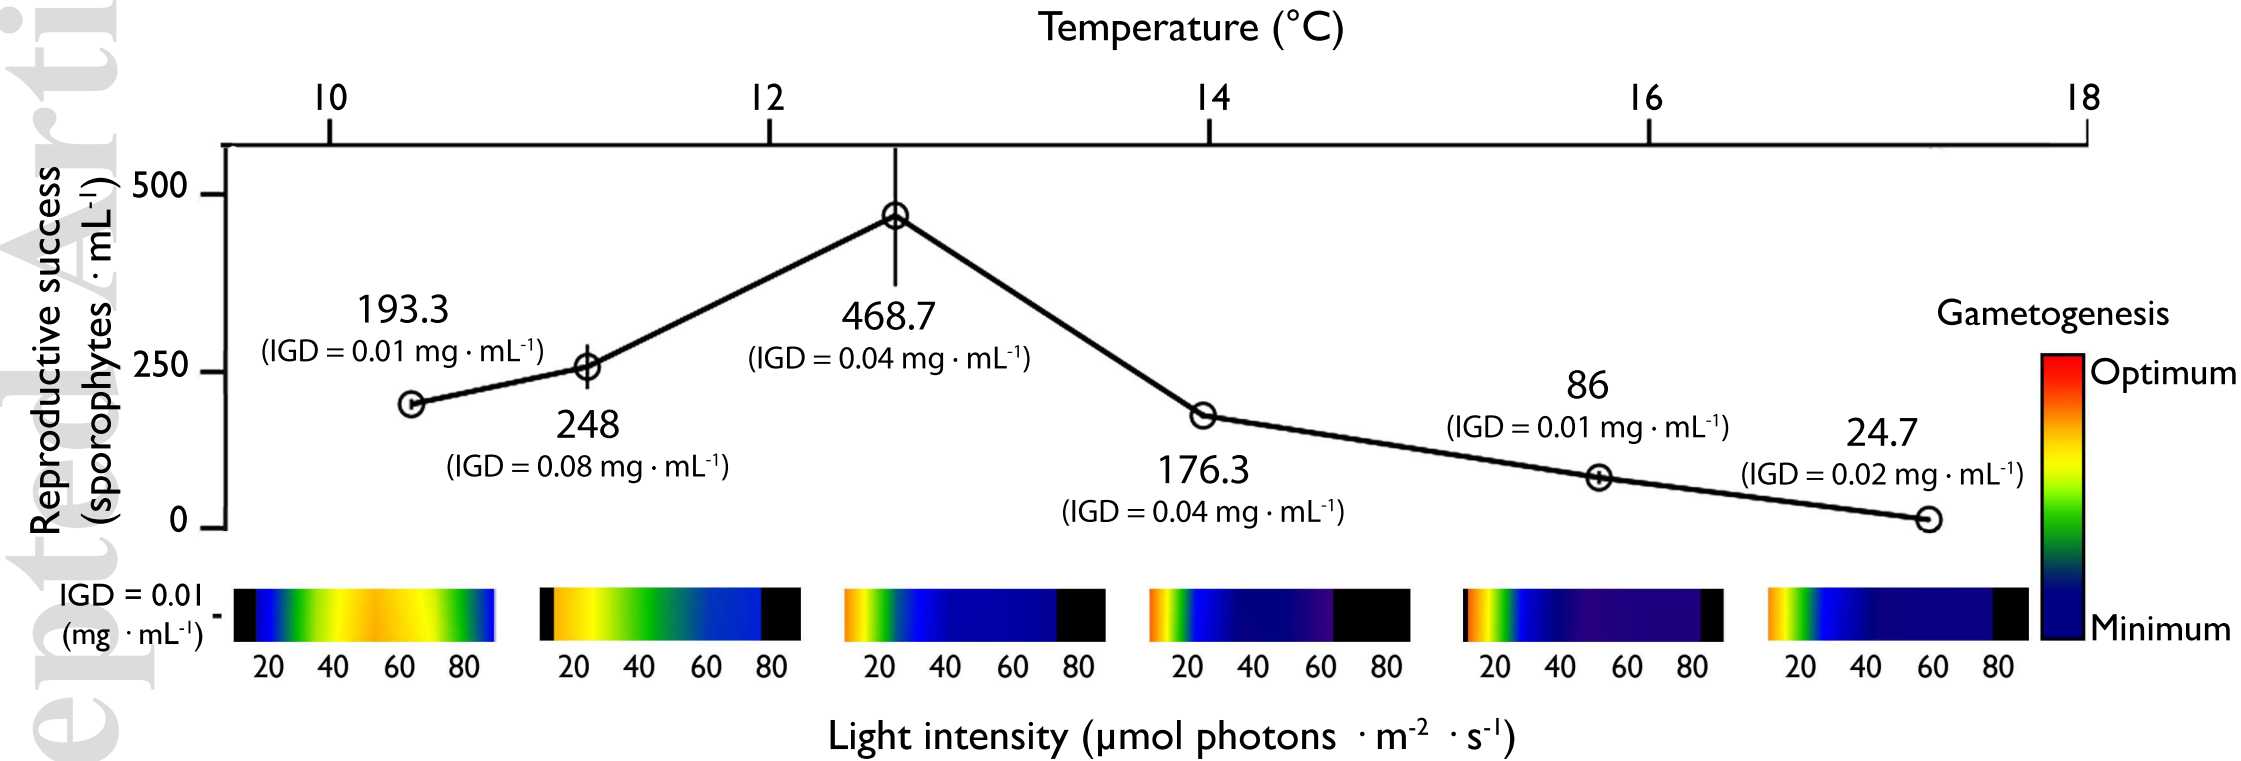 Temperature (°C)
10 12 14 16 18
Reproductive success
(sporophytes · mL⁻¹)
500
250
0
193.3
(IGD = 0.01 mg · mL⁻¹)
248
(IGD = 0.08 mg · mL⁻¹)
468.7
(IGD = 0.04 mg · mL⁻¹)
176.3
(IGD = 0.04 mg · mL⁻¹)
86
(IGD = 0.01 mg · mL⁻¹)
24.7
(IGD = 0.02 mg · mL⁻¹)
Gametogenesis
Optimum
Minimum
IGD = 0.01
(mg · mL⁻¹)
20 40 60 80 20 40 60 80 20 40 60 80 20 40 60 80 20 40 60 80 20 40 60 80
Light intensity (µmol photons · m⁻² · s⁻¹)
epted Arti